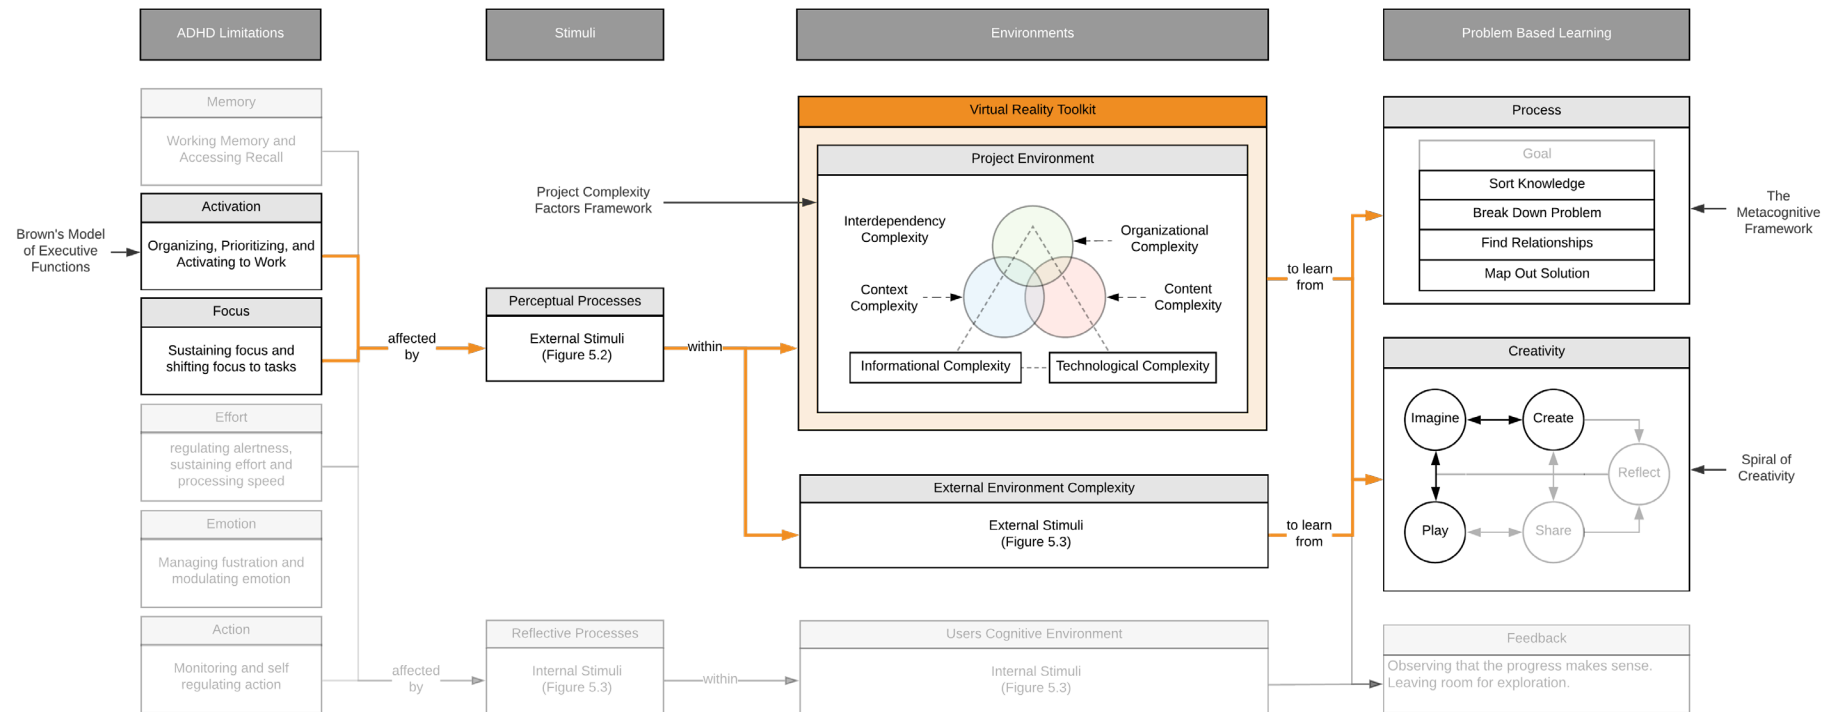 ADHD Limitations
Stimuli
Environments
Problem Based Learning
Memory
Working Memory and
Accessing Recall
Brown's Model
of Executive
Functions
Activation
Organizing, Prioritizing, and
Activating to Work
Focus
Sustaining focus and
shifting focus to tasks
Effort
regulating alertness,
sustaining effort and
processing speed
Emotion
Managing fustration and
modulating emotion
Action
Monitoring and self
regulating action
affected
by
affected
by
Project Complexity
Factors Framework
Perceptual Processes
External Stimuli
(Figure 5.2)
Reflective Processes
Internal Stimuli
(Figure 5.3)
within
within
Virtual Reality Toolkit
Project Environment
Interdependency
Complexity
Organizational
Complexity
Context
Complexity
Content
Complexity
Informational Complexity
Technological Complexity
External Environment Complexity
External Stimuli
(Figure 5.3)
Users Cognitive Environment
Internal Stimuli
(Figure 5.3)
to learn
from
to learn
from
Process
Goal
Sort Knowledge
Break Down Problem
Find Relationships
Map Out Solution
The
Metacognitive
Framework
Creativity
Imagine
Create
Reflect
Play
Share
Spiral of
Creativity
Feedback
Observing that the progress makes sense.
Leaving room for exploration.